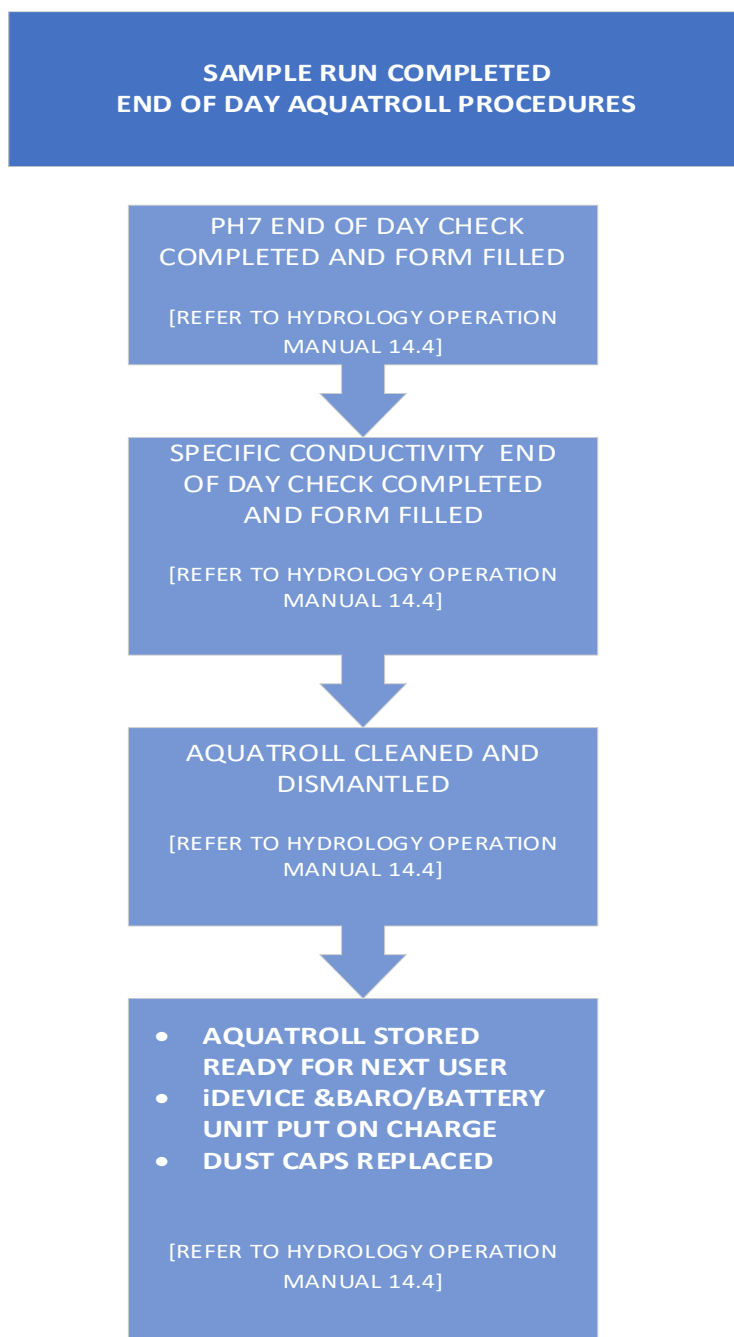 SAMPLE RUN COMPLETED
END OF DAY AQUATROLL PROCEDURES
PH7 END OF DAY CHECK
COMPLETED AND FORM FILLED
[REFER TO HYDROLOGY OPERATION
MANUAL 14.4]
SPECIFIC CONDUCTIVITY END
OF DAY CHECK COMPLETED
AND FORM FILLED
[REFER TO HYDROLOGY OPERATION
MANUAL 14.4]
AQUATROLL CLEANED AND
DISMANTLED
[REFER TO HYDROLOGY OPERATION
MANUAL 14.4]
• AQUATROLL STORED
READY FOR NEXT USER
• iDEVICE &BARO/BATTERY
UNIT PUT ON CHARGE
• DUST CAPS REPLACED
[REFER TO HYDROLOGY OPERATION
MANUAL 14.4]